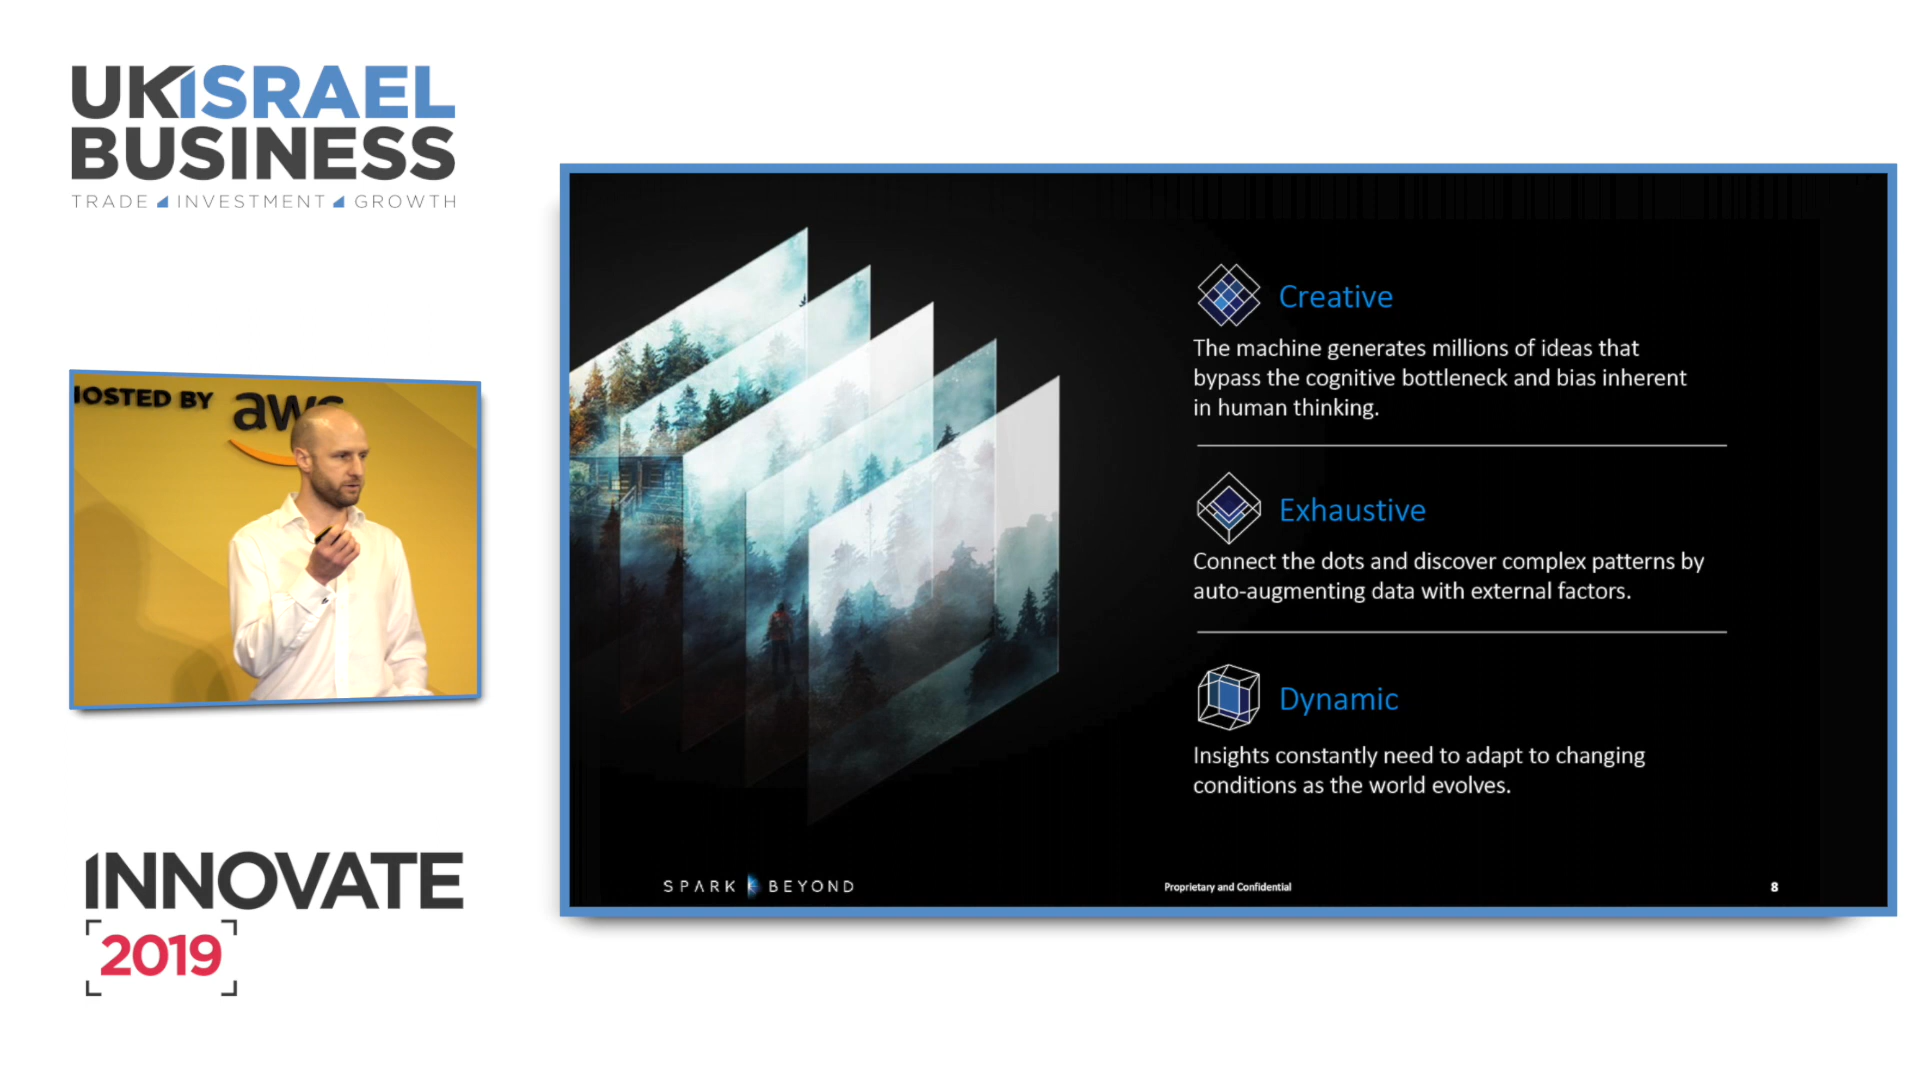 UKISRAEL
BUSINESS
TRADE INVESTMENT GROWTH
HOSTED BY aws
INNOVATE
2019
Creative
The machine generates millions of ideas that
bypass the cognitive bottleneck and bias inherent
in human thinking.
Exhaustive
Connect the dots and discover complex patterns by
auto-augmenting data with external factors.
Dynamic
Insights constantly need to adapt to changing
conditions as the world evolves.
SPARK BEYOND
Proprietary and Confidential
8